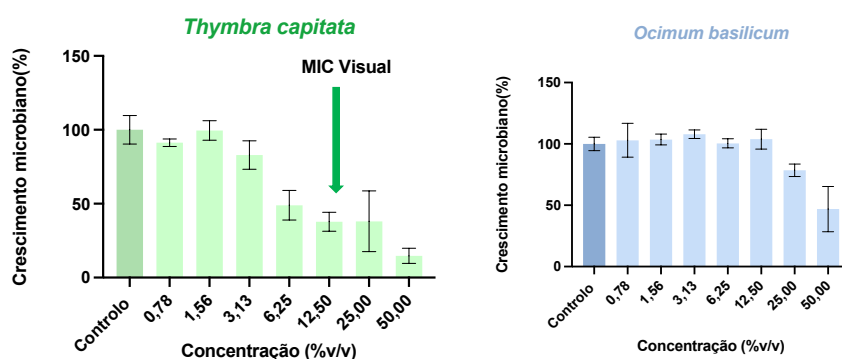 Thymbra capitata
MIC Visual
Crescimento microbiano(%)
150
100
50
0
Controlo
0,78
1,56
3,13
6,25
12,50
25,00
50,00
Concentração (%v/v)
Ocimum basilicum
Crescimento microbiano(%)
150
100
50
0
Controlo
0,78
1,56
3,13
6,25
12,50
25,00
50,00
Concentração (%v/v)